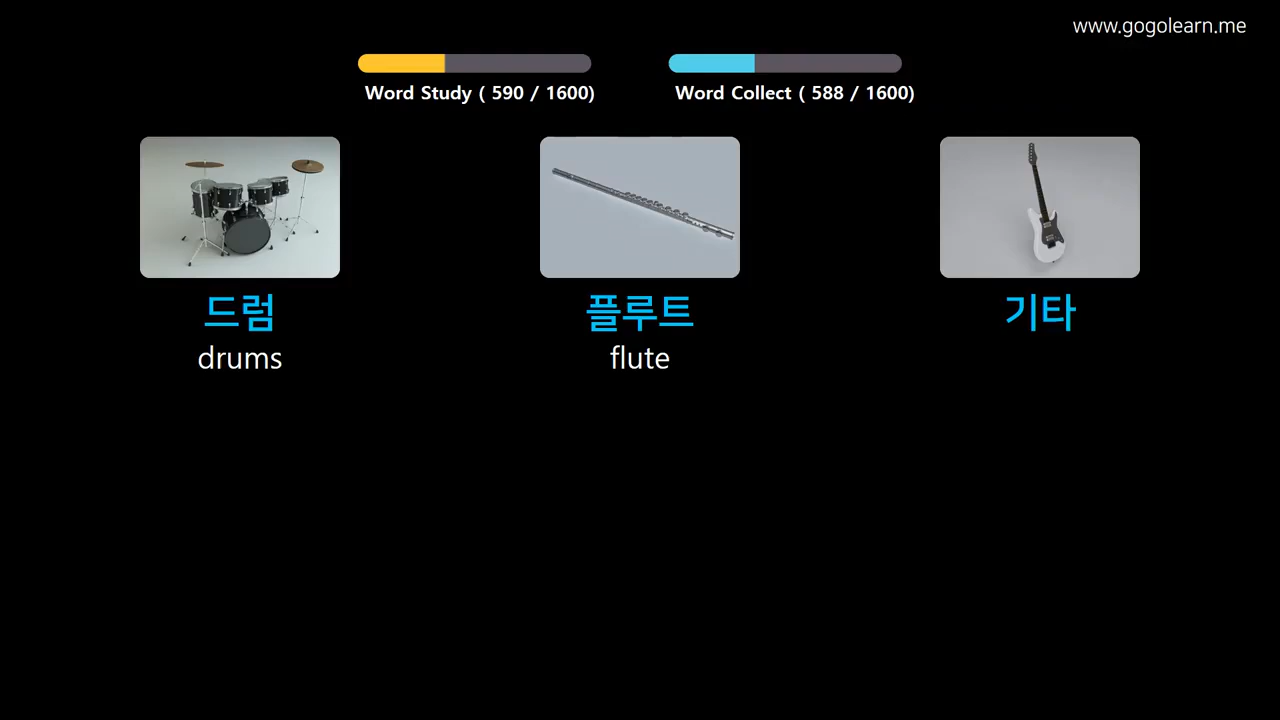 www.gogolearn.me
Word Study ( 590 / 1600)
Word Collect ( 588 / 1600)
드럼
플루트
기타
drums
flute